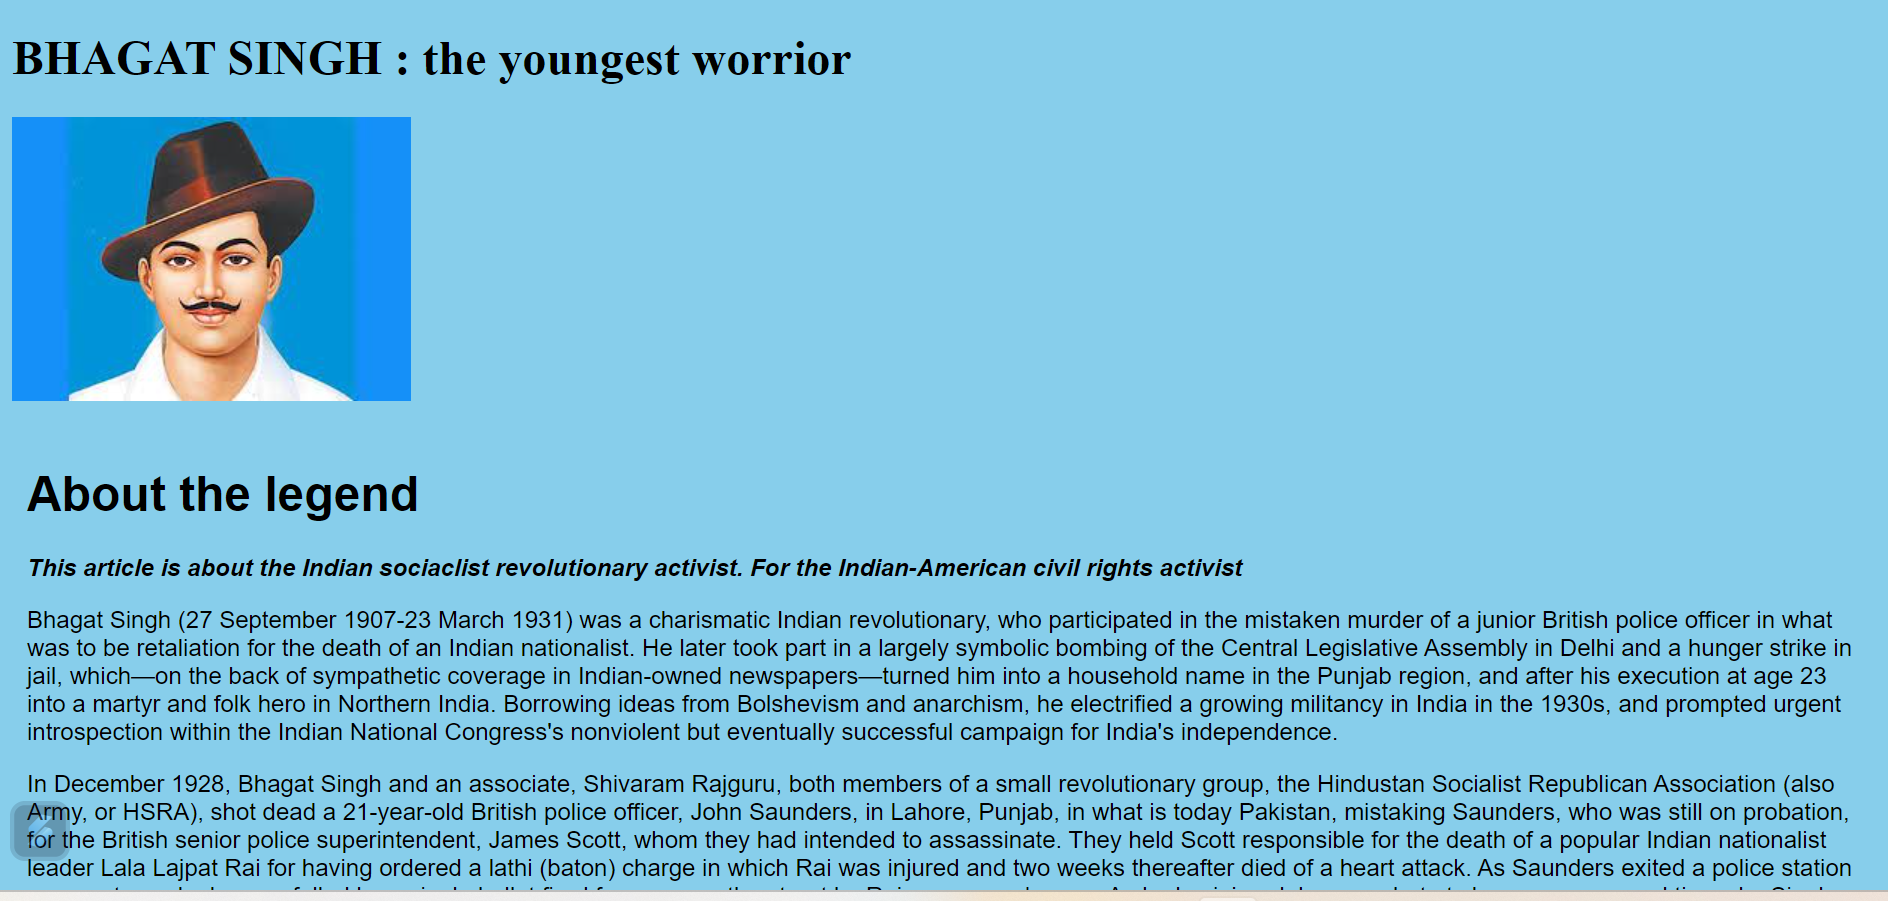 BHAGAT SINGH : the youngest worrior
About the legend
This article is about the Indian sociaclist revolutionary activist. For the Indian-American civil rights activist
Bhagat Singh (27 September 1907-23 March 1931) was a charismatic Indian revolutionary, who participated in the mistaken murder of a junior British police officer in what
was to be retaliation for the death of an Indian nationalist. He later took part in a largely symbolic bombing of the Central Legislative Assembly in Delhi and a hunger strike in
jail, which—on the back of sympathetic coverage in Indian-owned newspapers—turned him into a household name in the Punjab region, and after his execution at age 23
into a martyr and folk hero in Northern India. Borrowing ideas from Bolshevism and anarchism, he electrified a growing militancy in India in the 1930s, and prompted urgent
introspection within the Indian National Congress's nonviolent but eventually successful campaign for India's independence.
In December 1928, Bhagat Singh and an associate, Shivaram Rajguru, both members of a small revolutionary group, the Hindustan Socialist Republican Association (also
Army, or HSRA), shot dead a 21-year-old British police officer, John Saunders, in Lahore, Punjab, in what is today Pakistan, mistaking Saunders, who was still on probation,
for the British senior police superintendent, James Scott, whom they had intended to assassinate. They held Scott responsible for the death of a popular Indian nationalist
leader Lala Lajpat Rai for having ordered a lathi (baton) charge in which Rai was injured and two weeks thereafter died of a heart attack. As Saunders exited a police station